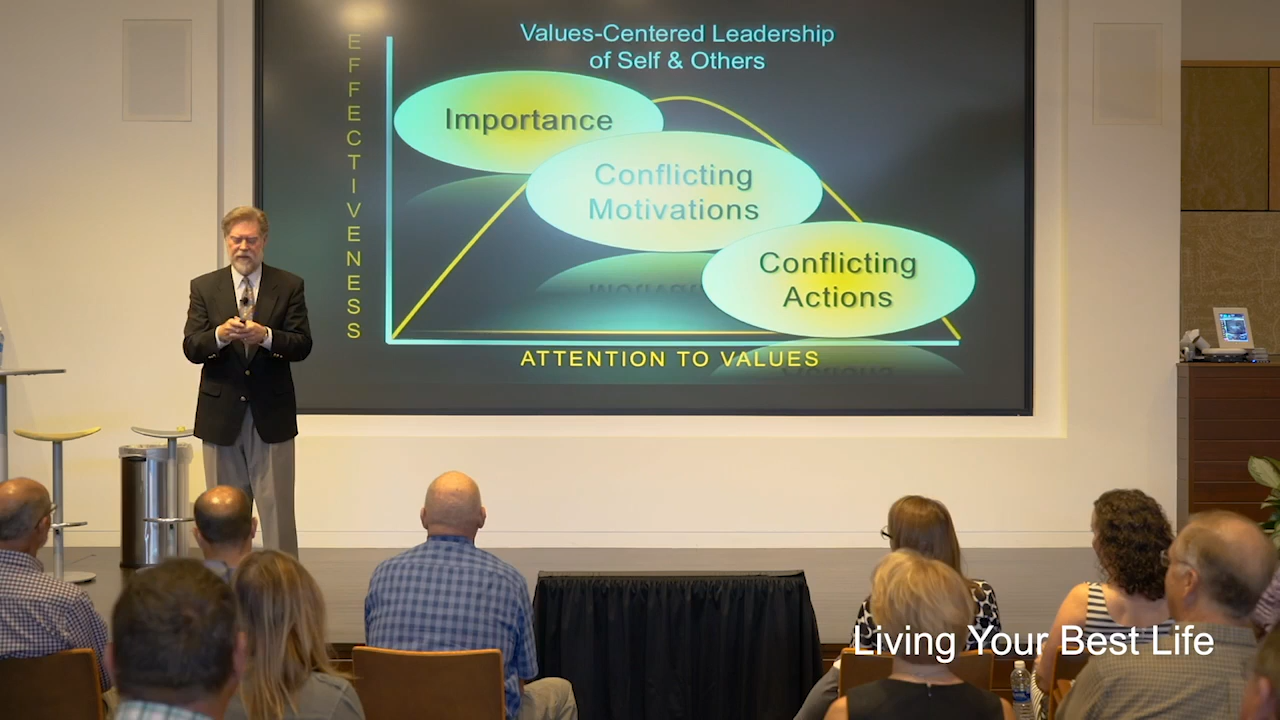 Values-Centered Leadership
of Self & Others
EFFECTIVENESS
Importance
Conflicting
Motivations
Conflicting
Actions
ATTENTION TO VALUES
Living Your Best Life